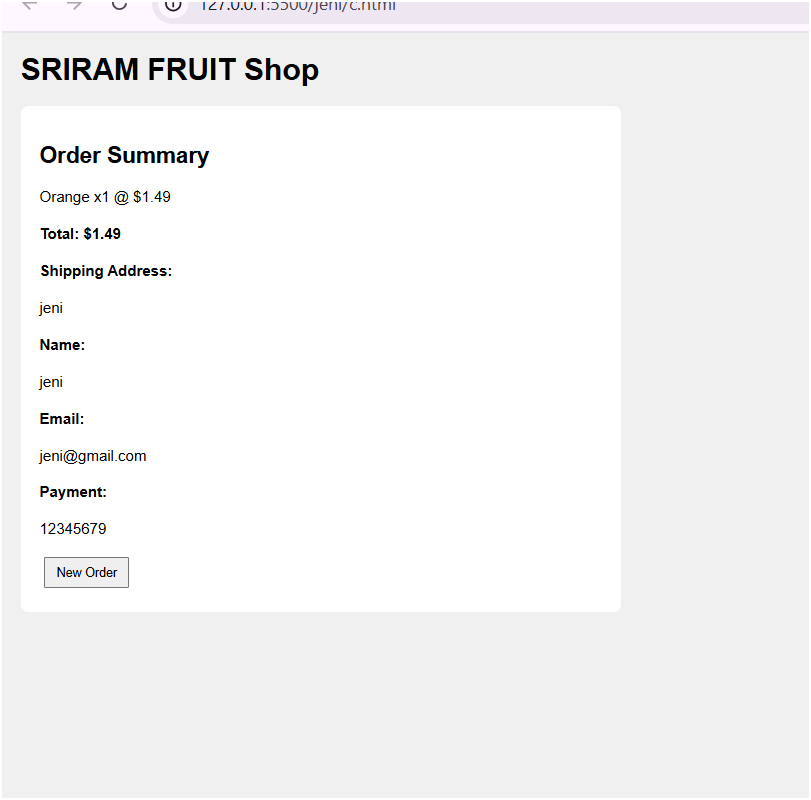 127.0.0.1:5500/jeni/c.html
SRIRAM FRUIT Shop
Order Summary
Orange x1 @ $1.49
Total: $1.49
Shipping Address:
jeni
Name:
jeni
Email:
jeni@gmail.com
Payment:
12345679
New Order